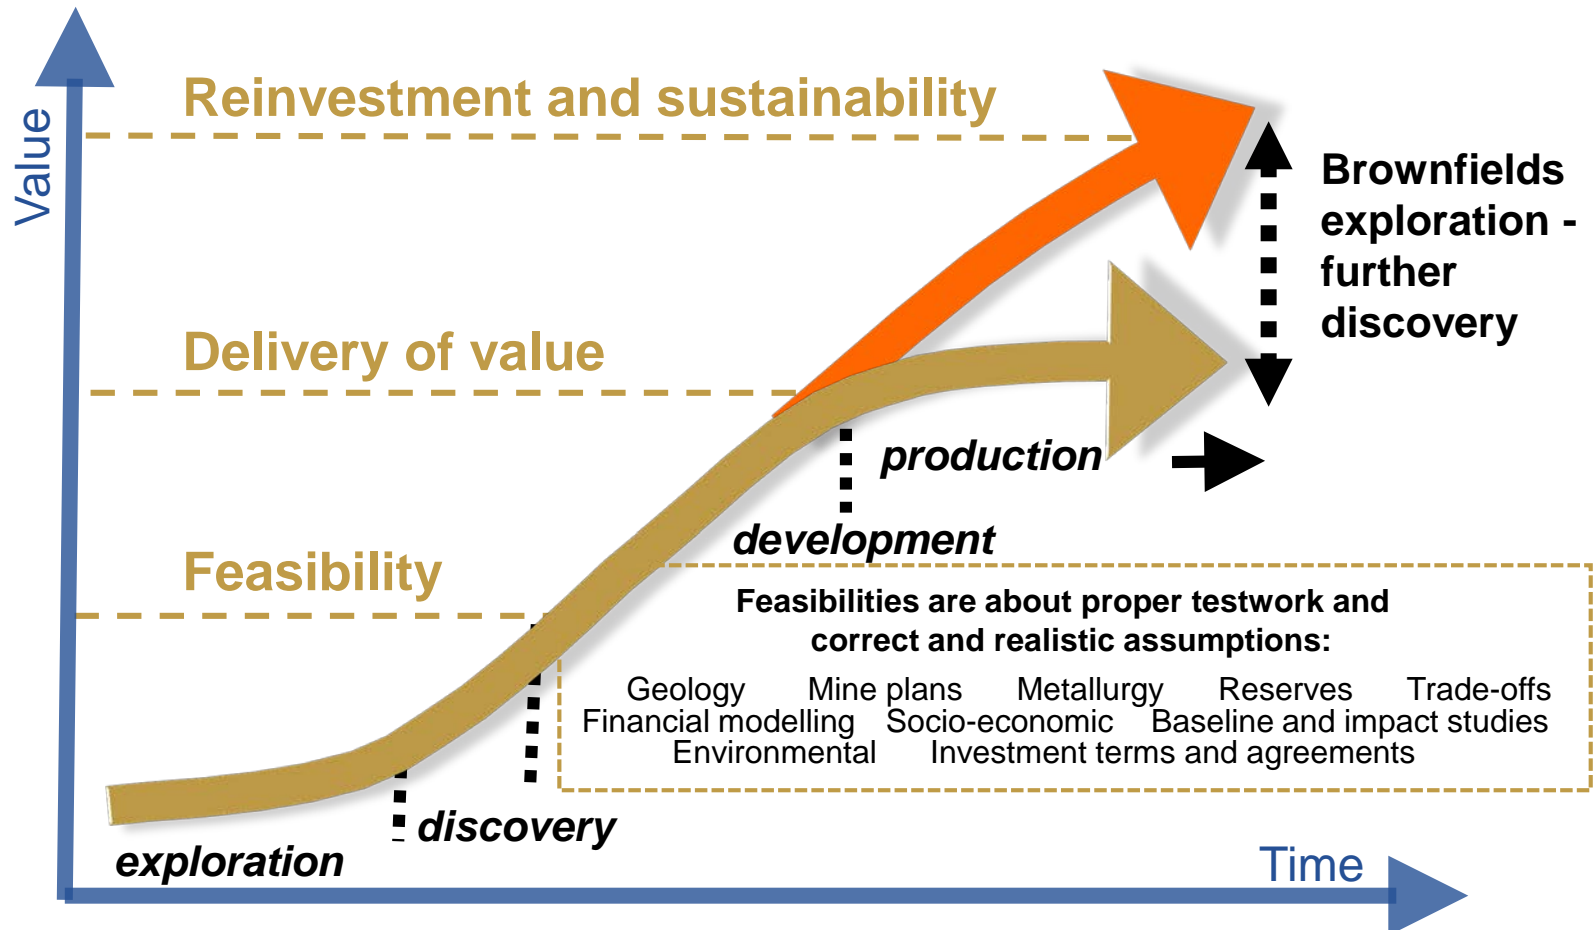 Value
Reinvestment and sustainability
Brownfields
exploration -
further
discovery
Delivery of value
production
development
Feasibility
Feasibilities are about proper testwork and
correct and realistic assumptions:
Geology Mine plans Metallurgy Reserves Trade-offs
Financial modelling Socio-economic Baseline and impact studies
Environmental Investment terms and agreements
discovery
exploration
Time